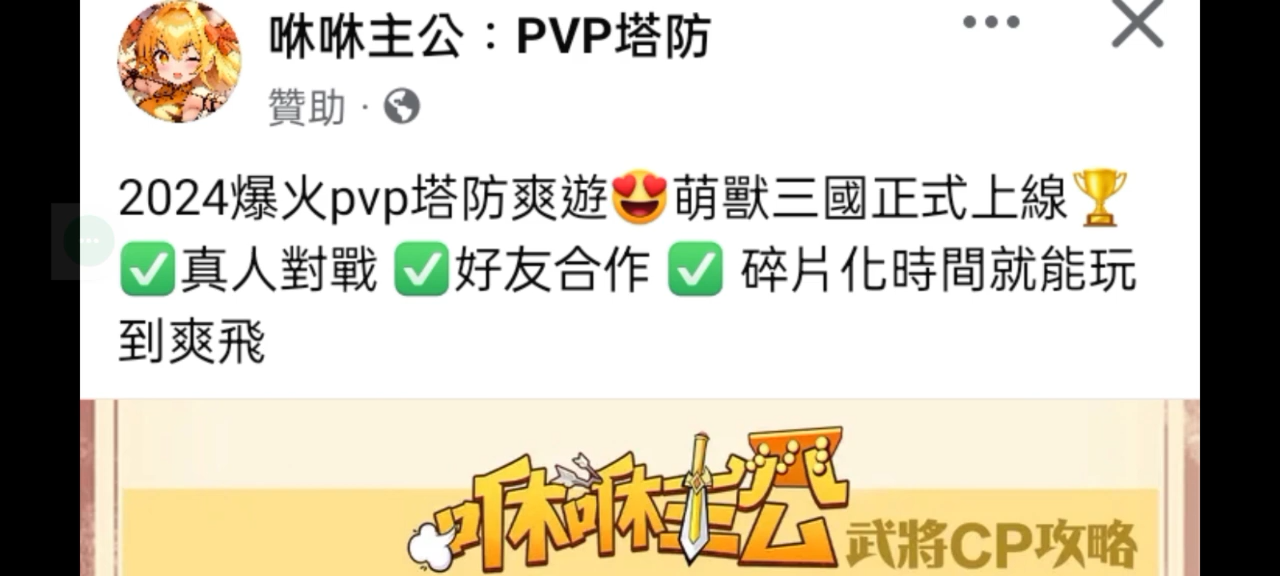 咻咻主公：PVP塔防
贊助 ·
2024爆火pvp塔防爽遊😍萌獸三國正式上線🏆
✅真人對戰 ✅好友合作 ✅ 碎片化時間就能玩
到爽飛
咻咻主公
武將CP攻略